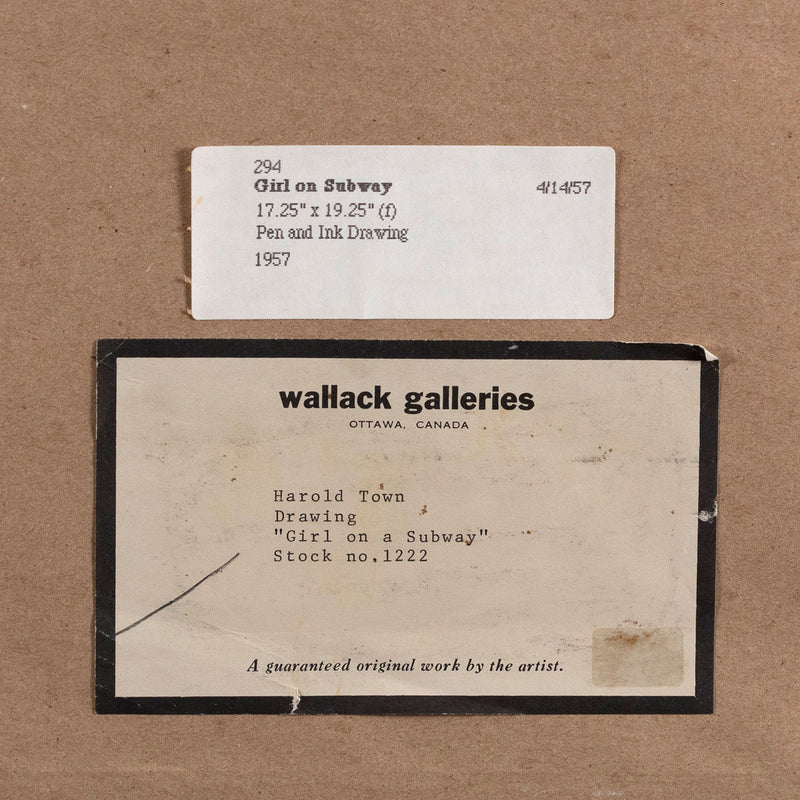 294
Girl on Subway 4/14/57
17.25" x 19.25" (f)
Pen and Ink Drawing
1957
wallack galleries
OTTAWA, CANADA
Harold Town
Drawing
"Girl on a Subway"
Stock no.1222
A guaranteed original work by the artist.